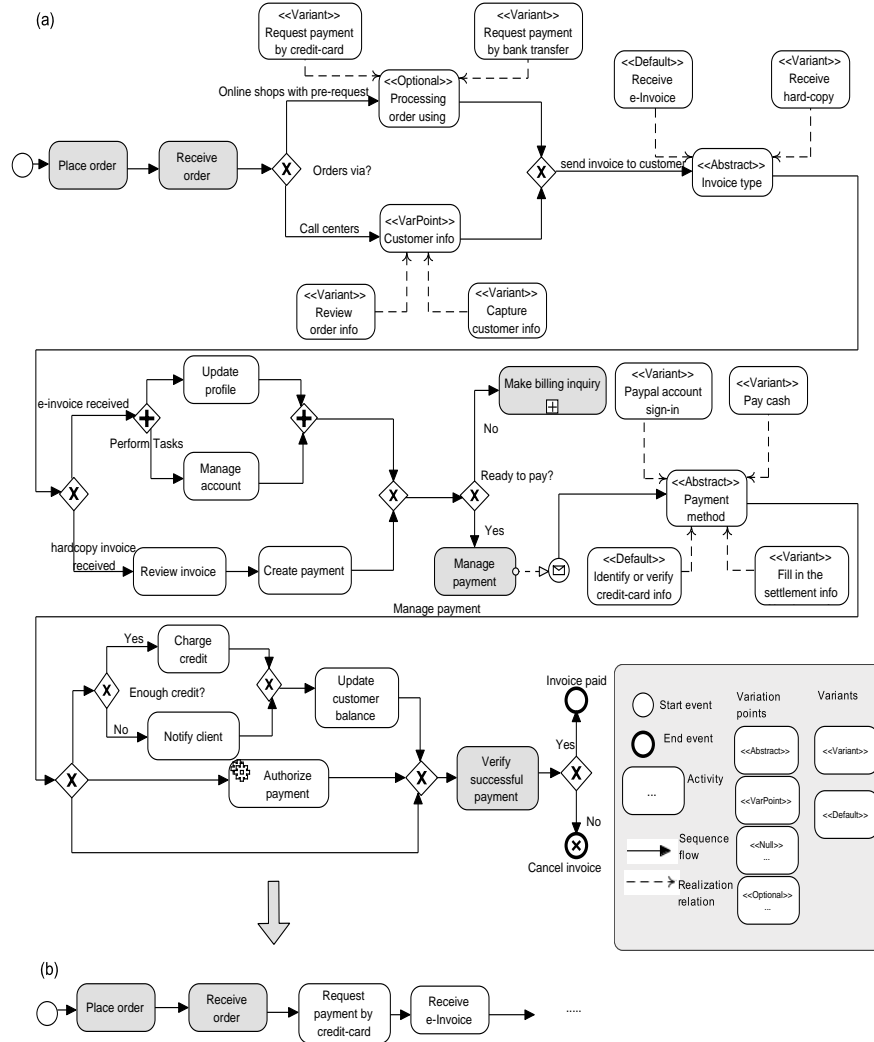 (a)
<<Variant>>
Request payment
by credit-card
<<Variant>>
Request payment
by bank transfer
<<Optional>>
Processing
order using
Online shops with pre-request
<<Default>>
Receive
e-Invoice
<<Variant>>
Receive
hard-copy
Place order
Receive
order
X
Orders via?
X
send invoice to customer
<<Abstract>>
Invoice type
Call centers
<<VarPoint>>
Customer info
<<Variant>>
Review
order info
<<Variant>>
Capture
customer info
e-invoice received
Update
profile
Perform Tasks
Manage
account
X
hardcopy invoice
received
Review invoice
Create payment
X
X
Ready to pay?
No
Make billing inquiry
Yes
Manage
payment
<<Variant>>
Paypal account
sign-in
<<Variant>>
Pay cash
<<Abstract>>
Payment
method
<<Default>>
Identify or verify
credit-card info
<<Variant>>
Fill in the
settlement info
Manage payment
Yes
Charge
credit
X
Enough credit?
X
No
Notify client
Update
customer
balance
X
Authorize
payment
X
Verify
successful
payment
Invoice paid
Yes
X
No
X
Cancel invoice
Start event
End event
...
Activity
Sequence
flow
Realization
relation
Variation
points
<<Abstract>>
<<VarPoint>>
<<Null>>
...
<<Optional>>
...
Variants
<<Variant>>
<<Default>>
(b)
Place order
Receive
order
Request
payment by
credit-card
Receive
e-Invoice
.....